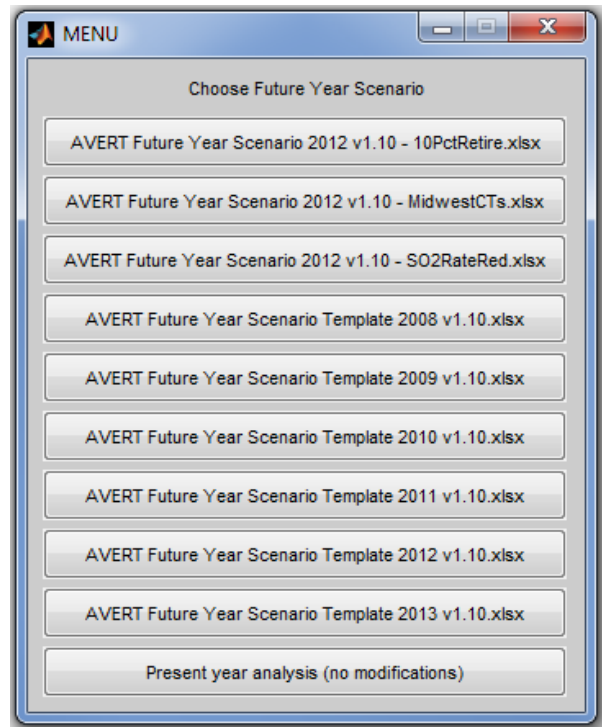 MENU
Choose Future Year Scenario
AVERT Future Year Scenario 2012 v1.10 - 10PctRetire.xlsx
AVERT Future Year Scenario 2012 v1.10 - MidwestCTs.xlsx
AVERT Future Year Scenario 2012 v1.10 - SO2RateRed.xlsx
AVERT Future Year Scenario Template 2008 v1.10.xlsx
AVERT Future Year Scenario Template 2009 v1.10.xlsx
AVERT Future Year Scenario Template 2010 v1.10.xlsx
AVERT Future Year Scenario Template 2011 v1.10.xlsx
AVERT Future Year Scenario Template 2012 v1.10.xlsx
AVERT Future Year Scenario Template 2013 v1.10.xlsx
Present year analysis (no modifications)